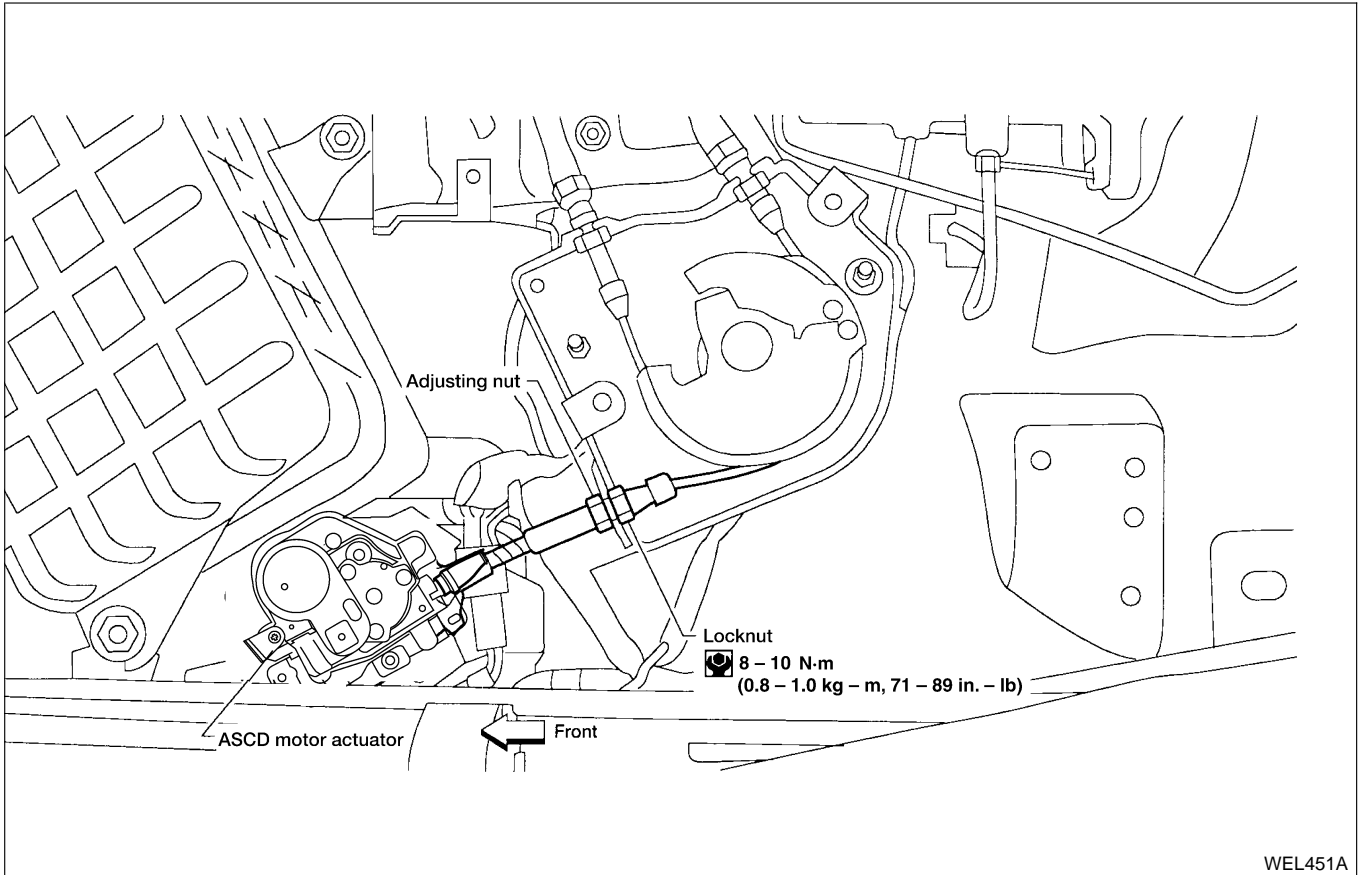 Adjusting nut
Locknut
8 – 10 N·m
(0.8 – 1.0 kg – m, 71 – 89 in. – lb)
ASCD motor actuator
Front
WEL451A